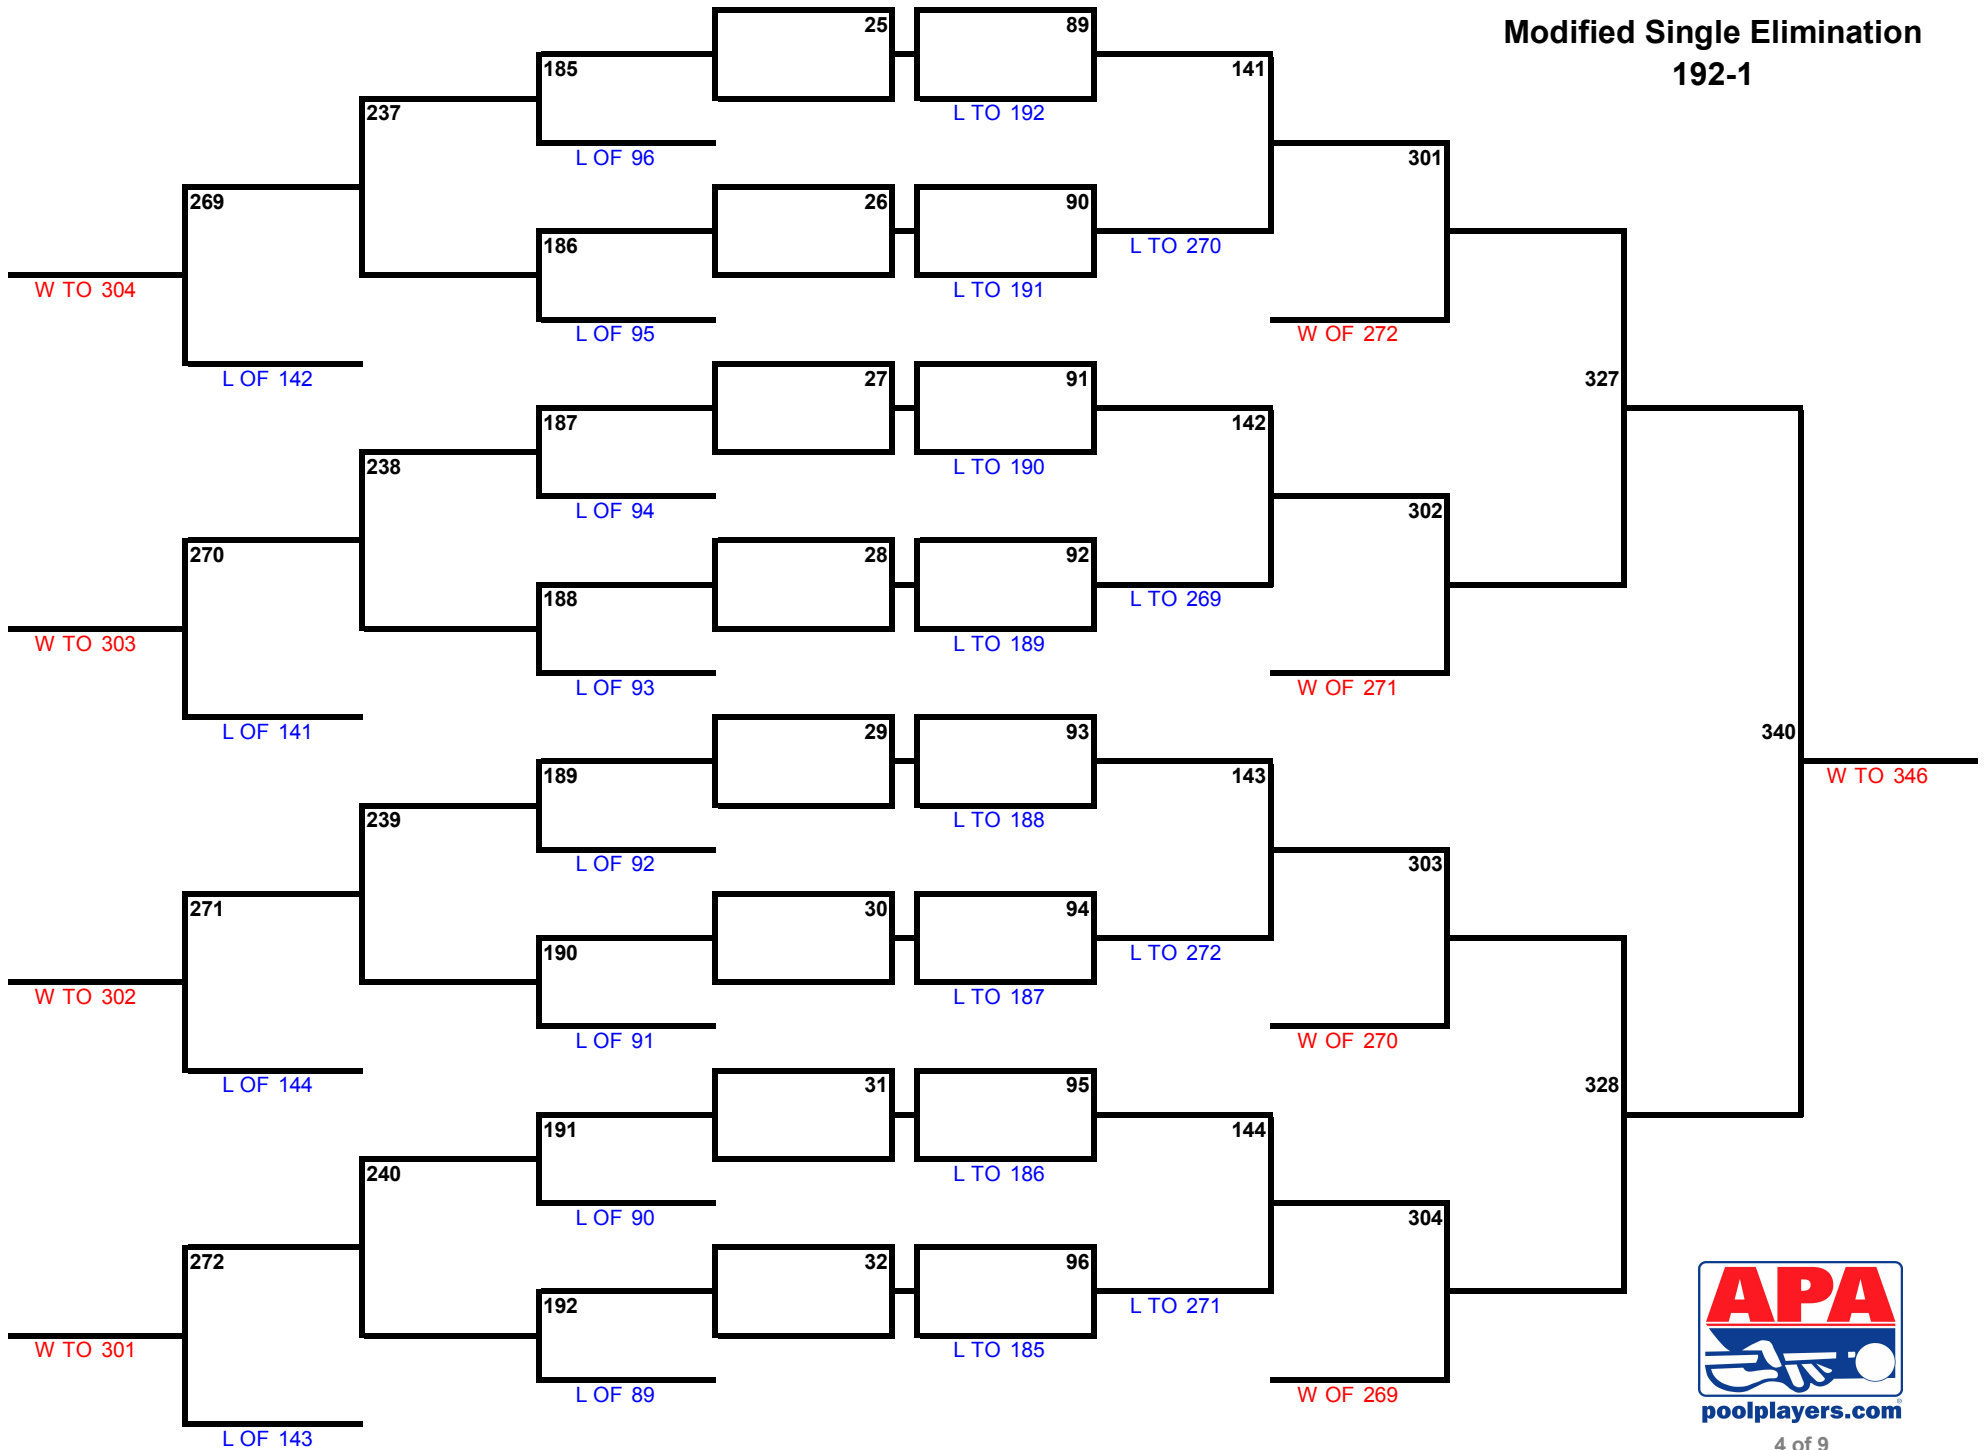 Modified Single Elimination
192-1
25
89
185
141
237
L TO 192
L OF 96
301
269
26
90
186
L TO 270
W TO 304
L TO 191
L OF 95
W OF 272
L OF 142
27
91
327
187
142
238
L TO 190
L OF 94
302
270
28
92
188
L TO 269
W TO 303
L TO 189
L OF 93
W OF 271
L OF 141
29
93
340
189
143
W TO 346
239
L TO 188
L OF 92
303
271
30
94
190
L TO 272
W TO 302
L TO 187
L OF 91
W OF 270
L OF 144
31
95
328
191
144
240
L TO 186
L OF 90
304
272
32
96
192
L TO 271
W TO 301
L TO 185
L OF 89
W OF 269
L OF 143
APA
poolplayers.com
4 of 9